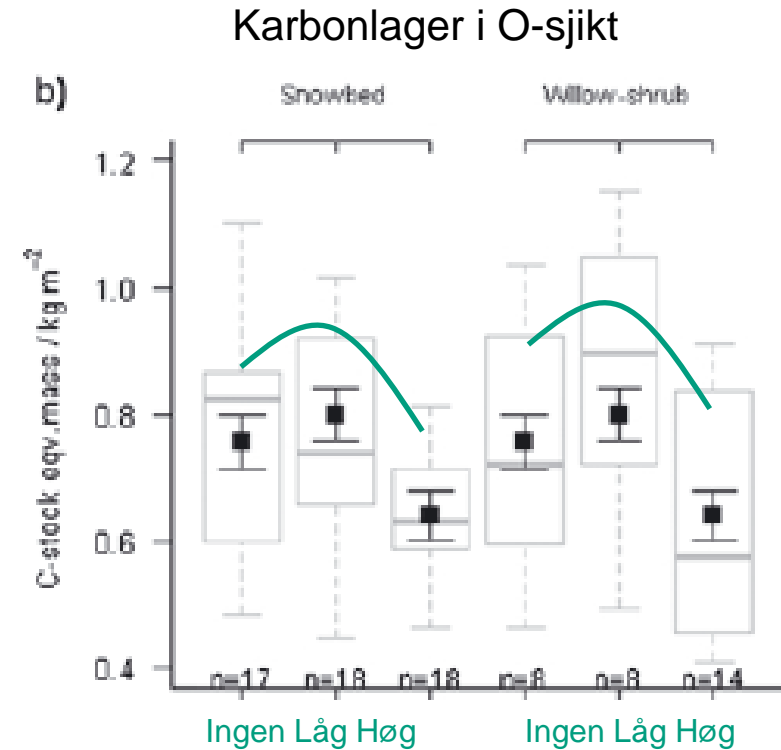 Karbonlager i O-sjikt
b)
Snowbed Willow-shrub
C-stock eqv.mass / kg m⁻²
1.2
1.0
0.8
0.6
0.4
n=17 n=18 n=18 n=8 n=8 n=14
Ingen Låg Høg Ingen Låg Høg